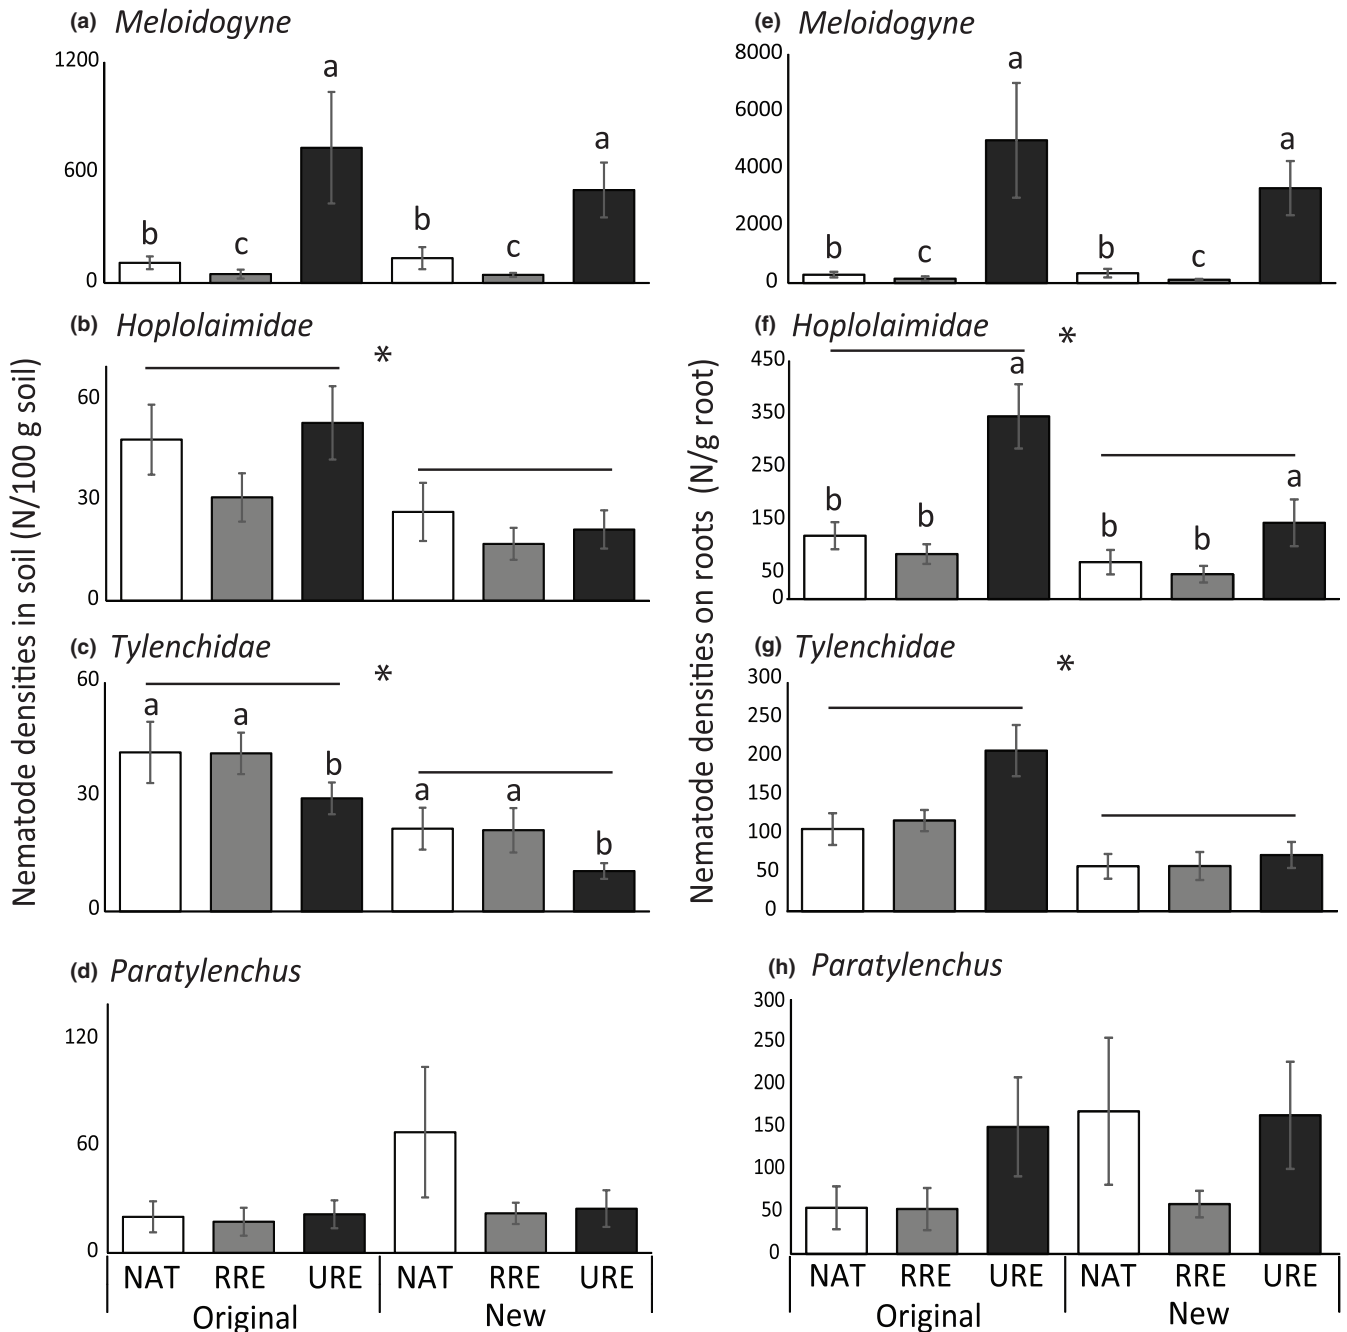 (a) Meloidogyne
1200
600
0
b
c
a
b
c
a
(b) Hoplolaimidae
60
30
0
*
(c) Tylenchidae
60
30
0
*
a
a
b
a
a
b
(d) Paratylenchus
120
60
0
NAT RRE URE NAT RRE URE
Original New
Nematode densities in soil (N/100 g soil)
(e) Meloidogyne
8000
6000
4000
2000
0
b
c
a
b
c
a
(f) Hoplolaimidae
450
350
250
150
50
0
*
b
b
a
b
b
a
(g) Tylenchidae
300
250
200
150
100
50
0
*
(h) Paratylenchus
300
250
200
150
100
50
0
NAT RRE URE NAT RRE URE
Original New
Nematode densities on roots (N/g root)